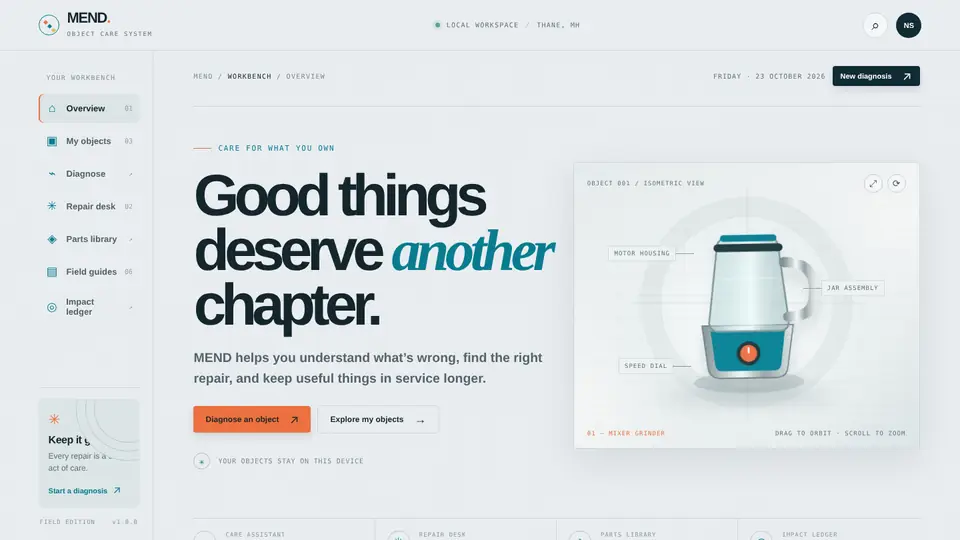 MEND.
OBJECT CARE SYSTEM
LOCAL WORKSPACE / THANE, MH
NS
YOUR WORKBENCH
Overview 01
My objects 03
Diagnose
Repair desk 02
Parts library
Field guides 06
Impact ledger
Keep it
Every repair is a
act of care.
Start a diagnosis
FIELD EDITION v1.0.0
MEND / WORKBENCH / OVERVIEW
FRIDAY · 23 OCTOBER 2026
New diagnosis
CARE FOR WHAT YOU OWN
Good things
deserve another
chapter.
MEND helps you understand what’s wrong, find the right
repair, and keep useful things in service longer.
Diagnose an object
Explore my objects →
YOUR OBJECTS STAY ON THIS DEVICE
OBJECT 001 / ISOMETRIC VIEW
MOTOR HOUSING
JAR ASSEMBLY
SPEED DIAL
01 — MIXER GRINDER
DRAG TO ORBIT · SCROLL TO ZOOM
CARE ASSISTANT
REPAIR DESK
PARTS LIBRARY
IMPACT LEDGER